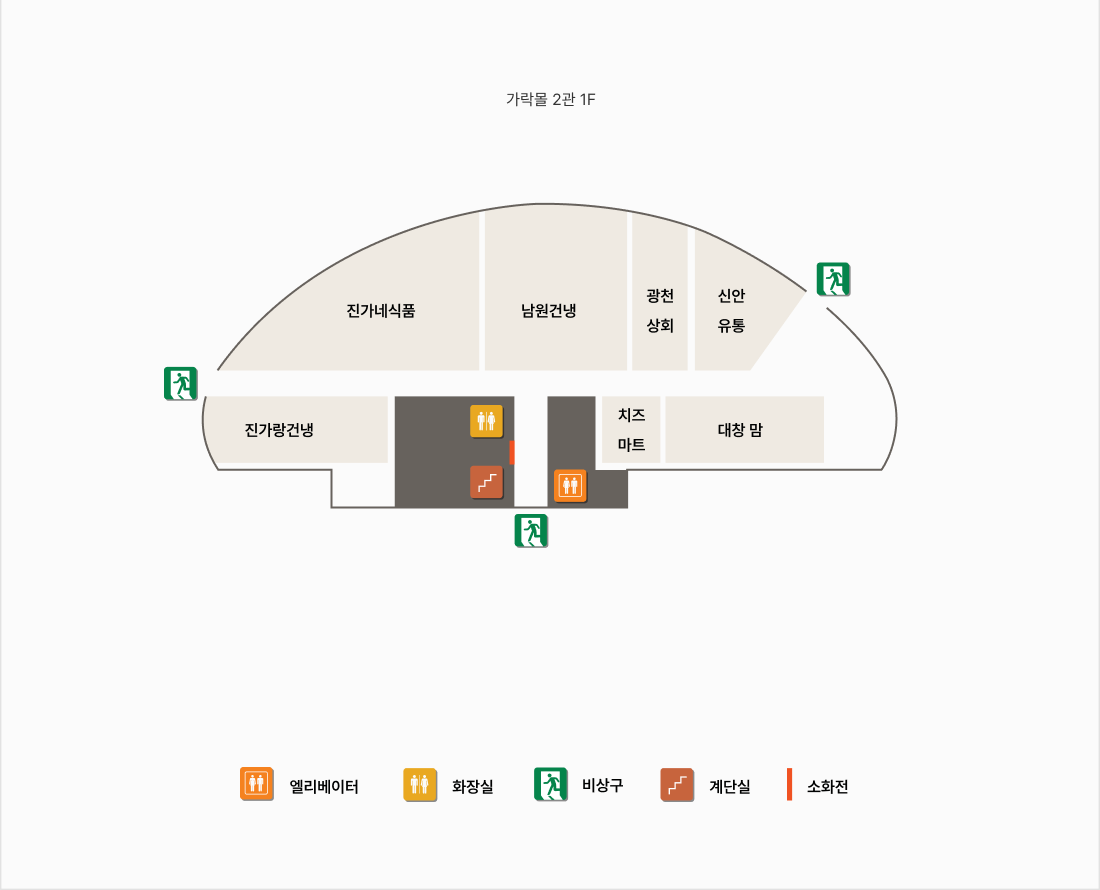 가락몰 2관 1F
진가네식품
남원건냉
광천
상회
신안
유통
진가랑건냉
치즈
마트
대창 맘
엘리베이터
화장실
비상구
계단실
소화전